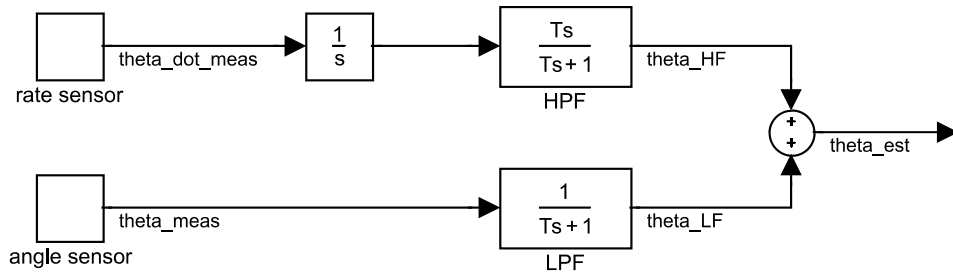 1
s
Ts
Ts + 1
theta_dot_meas
theta_HF
rate sensor
HPF
+
+
theta_est
1
Ts + 1
theta_meas
theta_LF
angle sensor
LPF